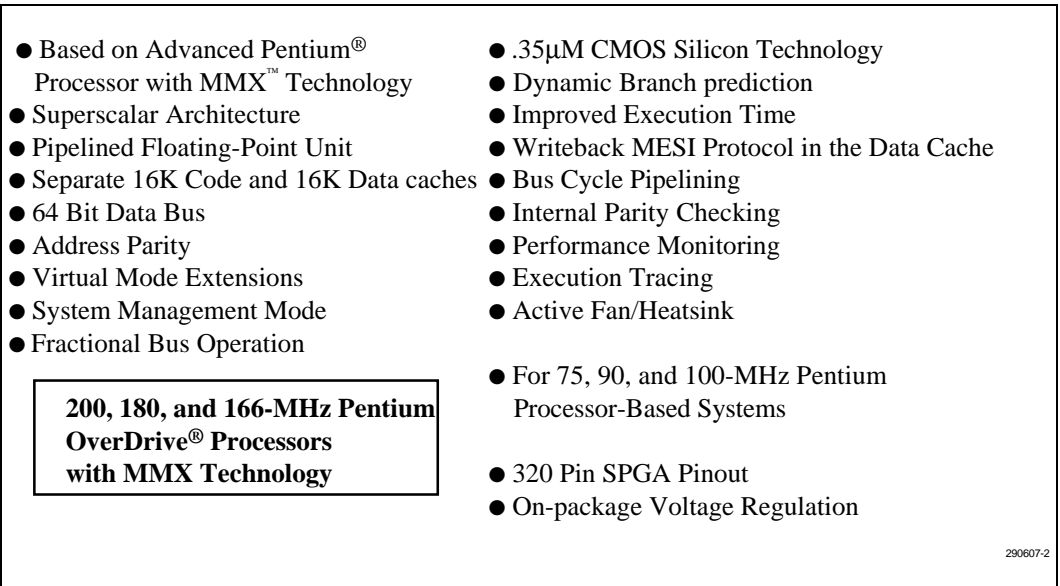 ● Based on Advanced Pentium®
Processor with MMX™ Technology
● Superscalar Architecture
● Pipelined Floating-Point Unit
● Separate 16K Code and 16K Data caches
● 64 Bit Data Bus
● Address Parity
● Virtual Mode Extensions
● System Management Mode
● Fractional Bus Operation
200, 180, and 166-MHz Pentium
OverDrive® Processors
with MMX Technology
● .35µM CMOS Silicon Technology
● Dynamic Branch prediction
● Improved Execution Time
● Writeback MESI Protocol in the Data Cache
● Bus Cycle Pipelining
● Internal Parity Checking
● Performance Monitoring
● Execution Tracing
● Active Fan/Heatsink
● For 75, 90, and 100-MHz Pentium
Processor-Based Systems
● 320 Pin SPGA Pinout
● On-package Voltage Regulation
290607-2